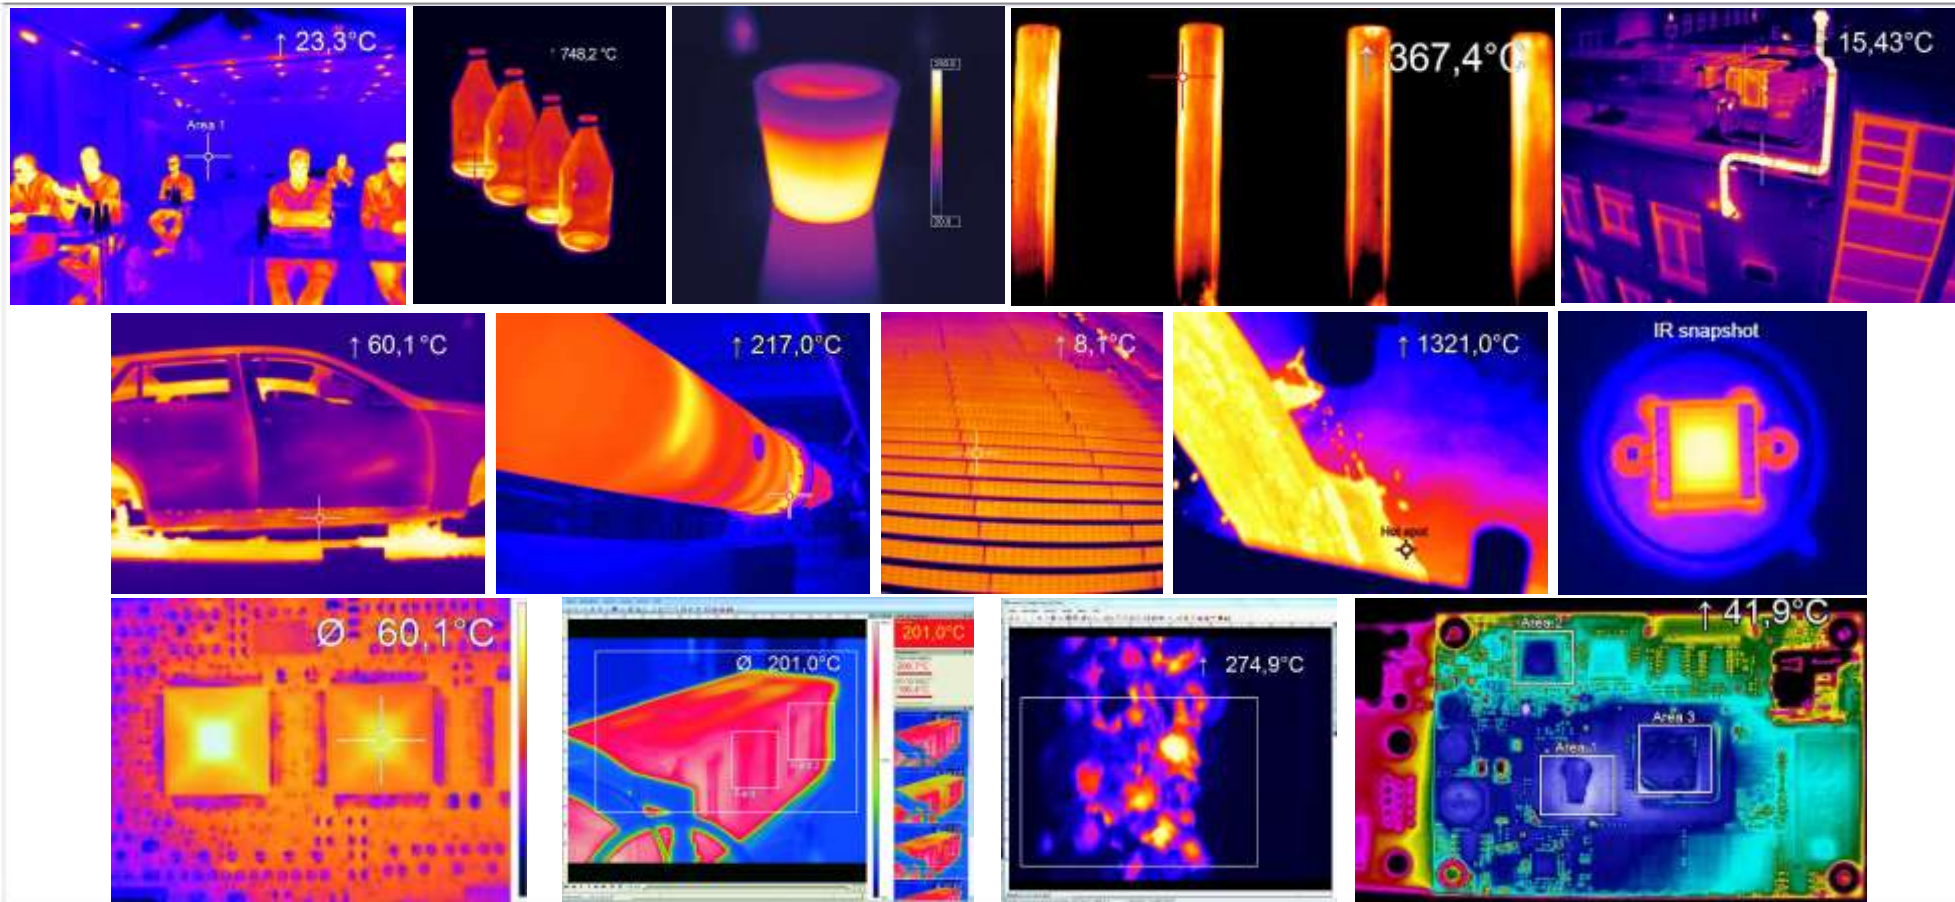 ↑ 23,3°C
Area 1
↑ 748,2 °C
↑ 367,4°C
15,43°C
↑ 60,1°C
↑ 217,0°C
↑ 8,1°C
↑ 1321,0°C
Hot spot
IR snapshot
Ø 60,1°C
Ø 201,0°C
201,0°C
↑ 274,9°C
↑ 41,9°C
Area 2
Area 3
Area 1